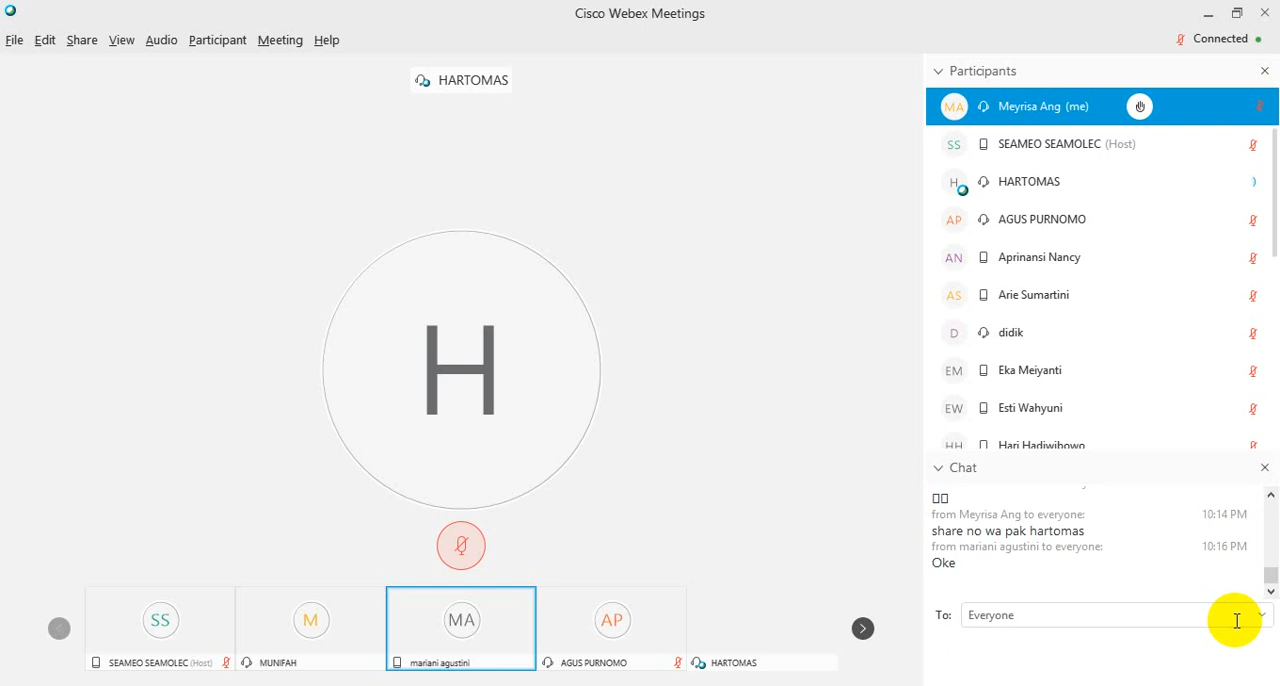 Cisco Webex Meetings
File Edit Share View Audio Participant Meeting Help
Connected
HARTOMAS
H
SS
M
MA
AP
SEAMEO SEAMOLEC (Host)
MUNIFAH
mariani agustini
AGUS PURNOMO
HARTOMAS
Participants
MA Meyrisa Ang (me)
SS SEAMEO SEAMOLEC (Host)
H HARTOMAS
AP AGUS PURNOMO
AN Aprinansi Nancy
AS Arie Sumartini
D didik
EM Eka Meiyanti
EW Esti Wahyuni
HH Hari Hadiwibowo
Chat
from Meyrisa Ang to everyone: 10:14 PM
share no wa pak hartomas
from mariani agustini to everyone: 10:16 PM
Oke
To: Everyone